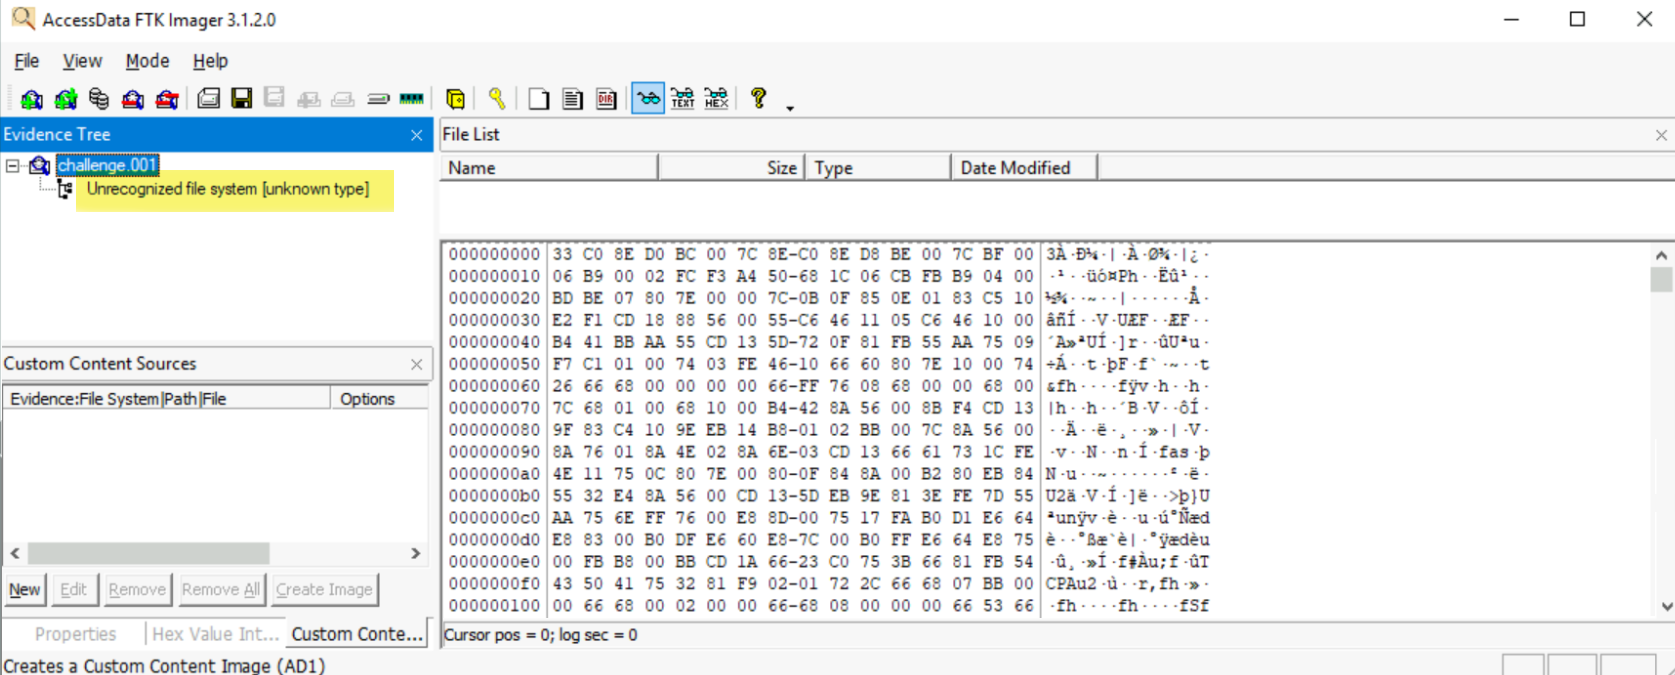 AccessData FTK Imager 3.1.2.0
File View Mode Help
Evidence Tree
challenge.001
Unrecognized file system [unknown type]
Custom Content Sources
Evidence:File System|Path|File Options
New Edit Remove Remove All Create Image
Properties Hex Value Int... Custom Conte...
File List
Name Size Type Date Modified
000000000 33 C0 8E D0 BC 00 7C 8E-C0 8E D8 BE 00 7C BF 00 3À·Ð¼·|·À·Ø¾·|¿·
000000010 06 B9 00 02 FC F3 A4 50-68 1C 06 CB FB B9 04 00 ·¹··üó¤Ph··Ëû¹··
000000020 BD BE 07 80 7E 00 00 7C-0B 0F 85 0E 01 83 C5 10 ½¾··~··|······Å·
000000030 E2 F1 CD 18 88 56 00 55-C6 46 11 05 C6 46 10 00 âñÍ··V·UÆF··ÆF··
000000040 B4 41 BB AA 55 CD 13 5D-72 0F 81 FB 55 AA 75 09 ´A»ªUÍ·]r··ûUªu·
000000050 F7 C1 01 00 74 03 FE 46-10 66 60 80 7E 10 00 74 ÷Á··t·þF·f`·~··t
000000060 26 66 68 00 00 00 00 66-FF 76 08 68 00 00 68 00 &fh····fÿv·h··h·
000000070 7C 68 01 00 68 10 00 B4-42 8A 56 00 8B F4 CD 13 |h··h··´B·V··ôÍ·
000000080 9F 83 C4 10 9E EB 14 B8-01 02 BB 00 7C 8A 56 00 ··Ä··ë·¸··»·|·V·
000000090 8A 76 01 8A 4E 02 8A 6E-03 CD 13 66 61 73 1C FE ·v··N··n·Í·fas·þ
0000000a0 4E 11 75 0C 80 7E 00 80-0F 84 8A 00 B2 80 EB 84 N·u··~······²·ë·
0000000b0 55 32 E4 8A 56 00 CD 13-5D EB 9E 81 3E FE 7D 55 U2ä·V·Í·]ë··>þ}U
0000000c0 AA 75 6E FF 76 00 E8 8D-00 75 17 FA B0 D1 E6 64 ªunÿv·è··u·ú°Ñæd
0000000d0 E8 83 00 B0 DF E6 60 E8-7C 00 B0 FF E6 64 E8 75 è··°ßæ`è|·°ÿædèu
0000000e0 00 FB B8 00 BB CD 1A 66-23 C0 75 3B 66 81 FB 54 ·û¸·»Í·f#Àu;f·ûT
0000000f0 43 50 41 75 32 81 F9 02-01 72 2C 66 68 07 BB 00 CPAu2·ù··r,fh·»·
000000100 00 66 68 00 02 00 00 66-68 08 00 00 00 66 53 66 ·fh····fh····fSf
Cursor pos = 0; log sec = 0
Creates a Custom Content Image (AD1)